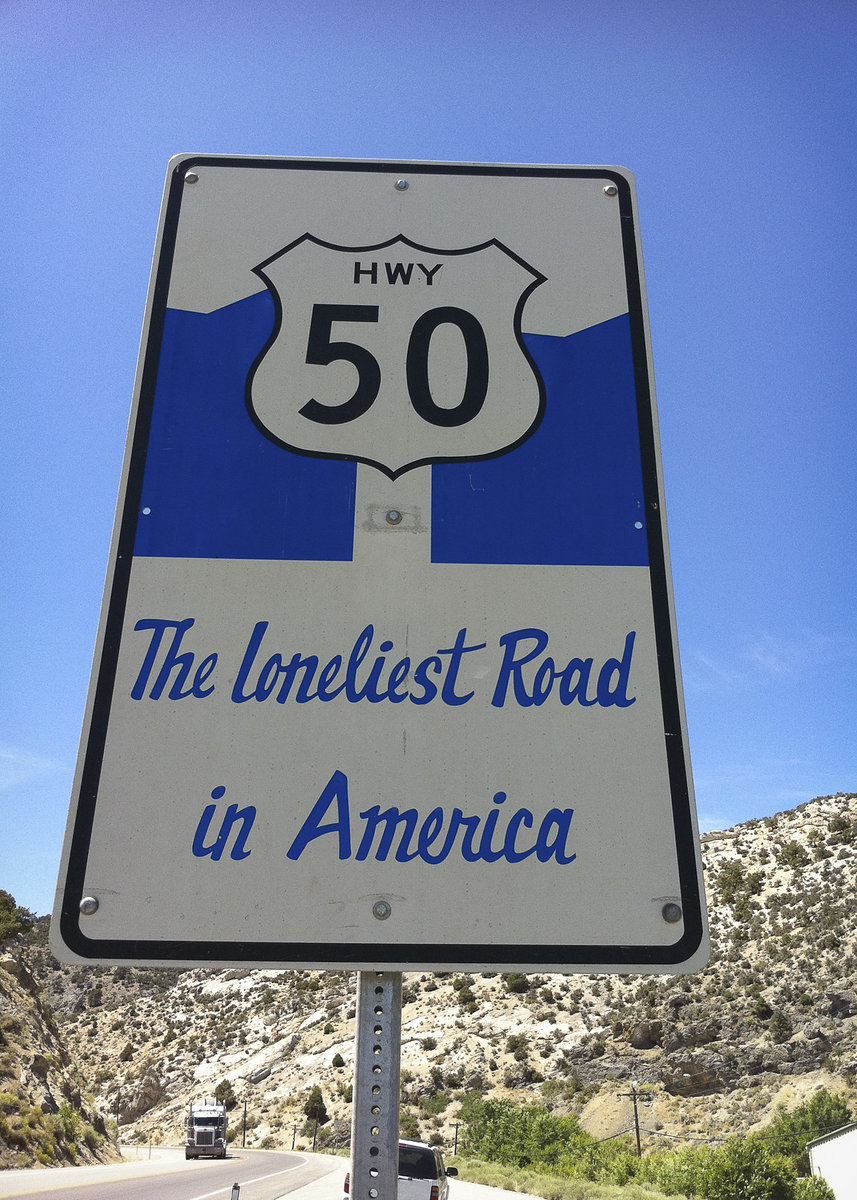 HWY
50
The loneliest Road
in America